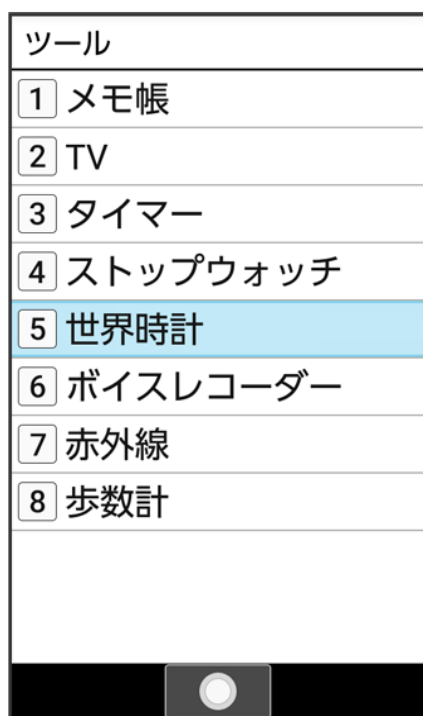 ツール
1 メモ帳
2 TV
3 タイマー
4 ストップウォッチ
5 世界時計
6 ボイスレコーダー
7 赤外線
8 歩数計